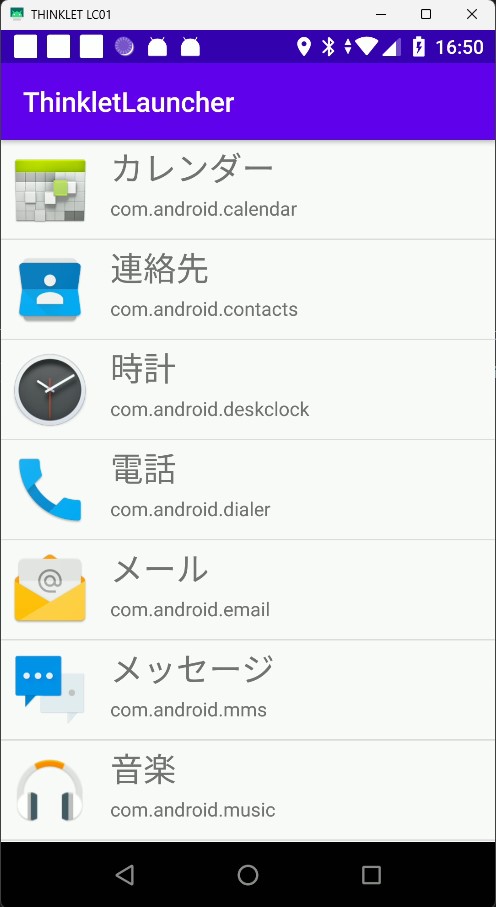 THINKLET LC01
16:50
ThinkletLauncher
カレンダー
com.android.calendar
連絡先
com.android.contacts
時計
com.android.deskclock
電話
com.android.dialer
メール
com.android.email
メッセージ
com.android.mms
音楽
com.android.music